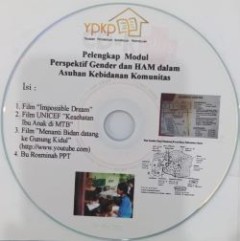 ypkp
Pelengkap Modul
Perspektif Gender dan HAM dalam
Asuhan Kebidanan Komunitas
Isi :
1. Film "Impossible Dream"
2. Film UNICEF "Kesehatan
Ibu Anak di MTB"
3. Film "Menanti Bidan datang
ke Gunung Kidul"
(http://www.youtube.com)
4. Bu Rosminah PPT